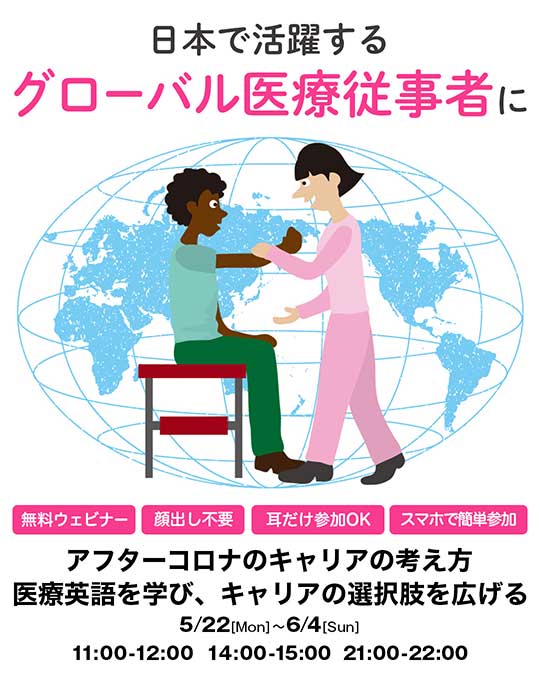 日本で活躍する
グローバル医療従事者に
無料ウェビナー 顔出し不要 耳だけ参加OK スマホで簡単参加
アフターコロナのキャリアの考え方
医療英語を学び、キャリアの選択肢を広げる
5/22[Mon]~6/4[Sun]
11:00-12:00 14:00-15:00 21:00-22:00